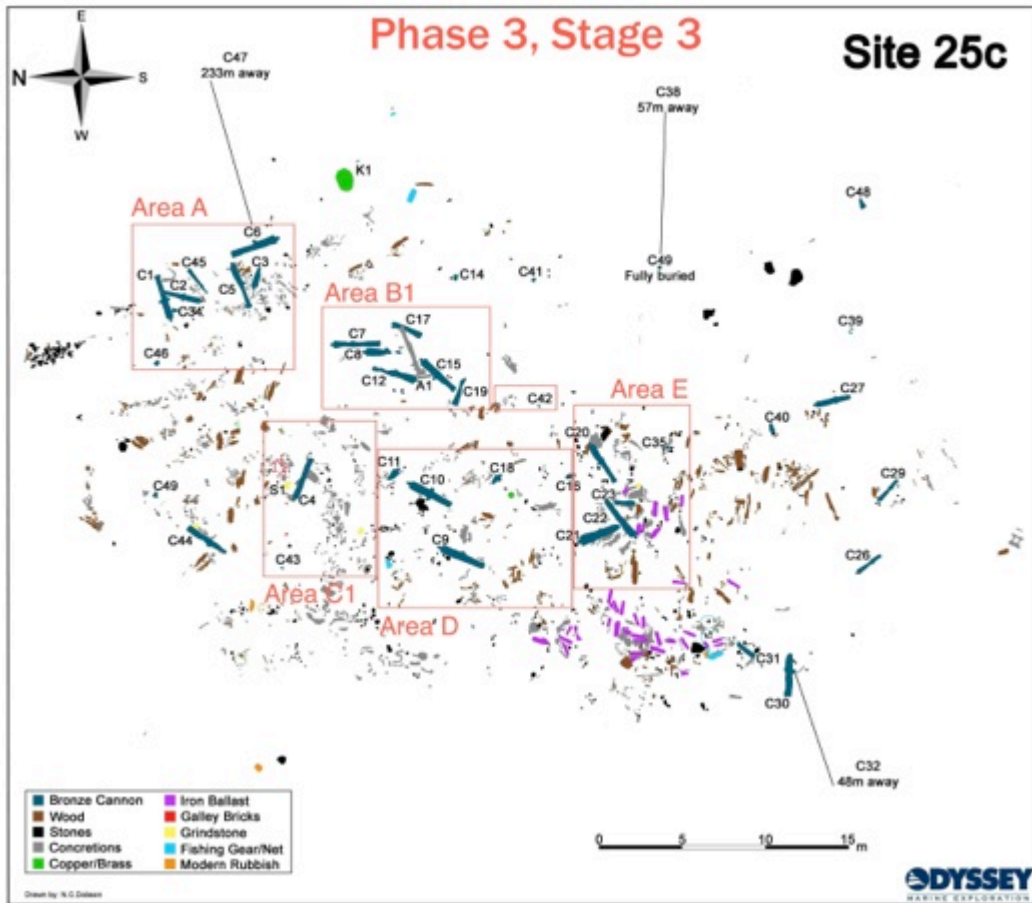 Phase 3, Stage 3
Site 25c
E
N
S
W
C47
233m away
C38
57m away
K1
C48
Area A
C6
C1
C45
C3
C2
C5
C34
C46
C14
C41
C49
Fully buried
C39
Area B1
C17
C7
C8
C15
C12
A1
C19
C42
Area E
C27
C40
C20
C35
C11
C18
C16
C10
C29
S1
C4
C49
C44
C23
C22
C21
C9
C26
C43
Area C1
Area D
C31
C30
C32
48m away
Bronze Cannon
Wood
Stones
Concretions
Copper/Brass
Iron Ballast
Galley Bricks
Grindstone
Fishing Gear/Net
Modern Rubbish
0 5 10 15
m
Drawn by: N.C.Dobson
ODYSSEY
MARINE EXPLORATION